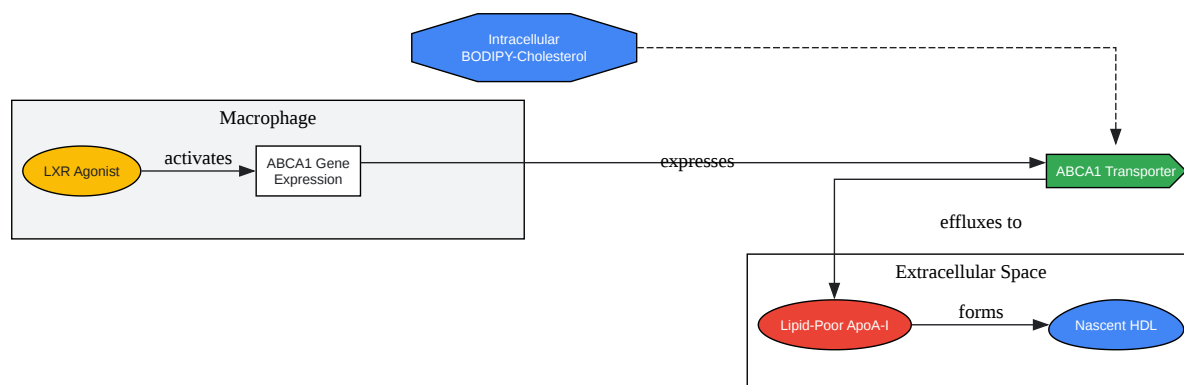 Intracellular
BODIPY-Cholesterol
Macrophage
LXR Agonist
activates
ABCA1 Gene
Expression
expresses
ABCA1 Transporter
effluxes to
Extracellular Space
Lipid-Poor ApoA-I
forms
Nascent HDL